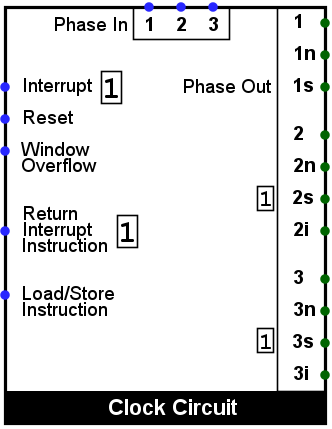 Phase In 1 2 3
1
1n
Interrupt 1 Phase Out 1s
Reset
2
Window
Overflow
2n
1 2s
Return
Interrupt 1 2i
Instruction
3
Load/Store
Instruction
3n
1 3s
3i
Clock Circuit